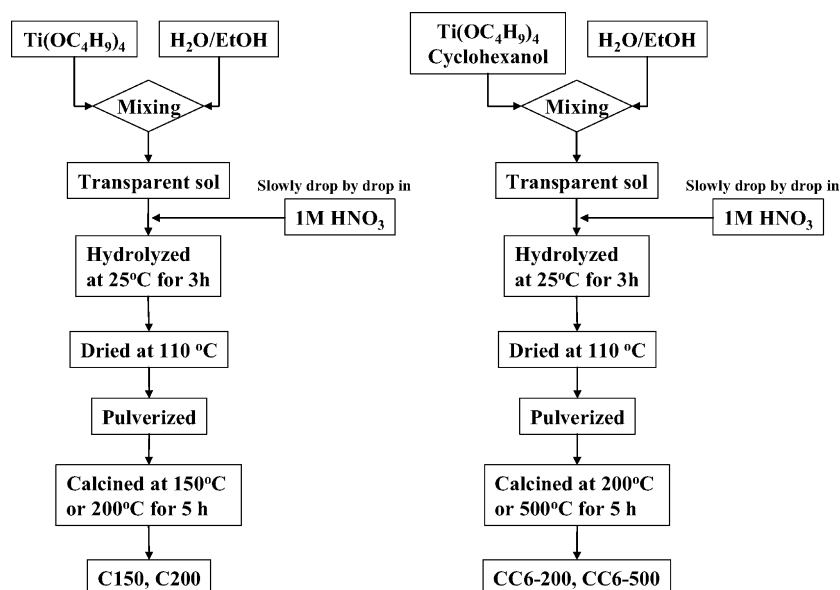 Ti(OC4H9)4
H2O/EtOH
Mixing
Transparent sol
Slowly drop by drop in
1M HNO3
Hydrolyzed
at 25°C for 3h
Dried at 110 °C
Pulverized
Calcined at 150°C
or 200°C for 5 h
C150, C200
Ti(OC4H9)4
Cyclohexanol
H2O/EtOH
Mixing
Transparent sol
Slowly drop by drop in
1M HNO3
Hydrolyzed
at 25°C for 3h
Dried at 110 °C
Pulverized
Calcined at 200°C
or 500°C for 5 h
CC6-200, CC6-500